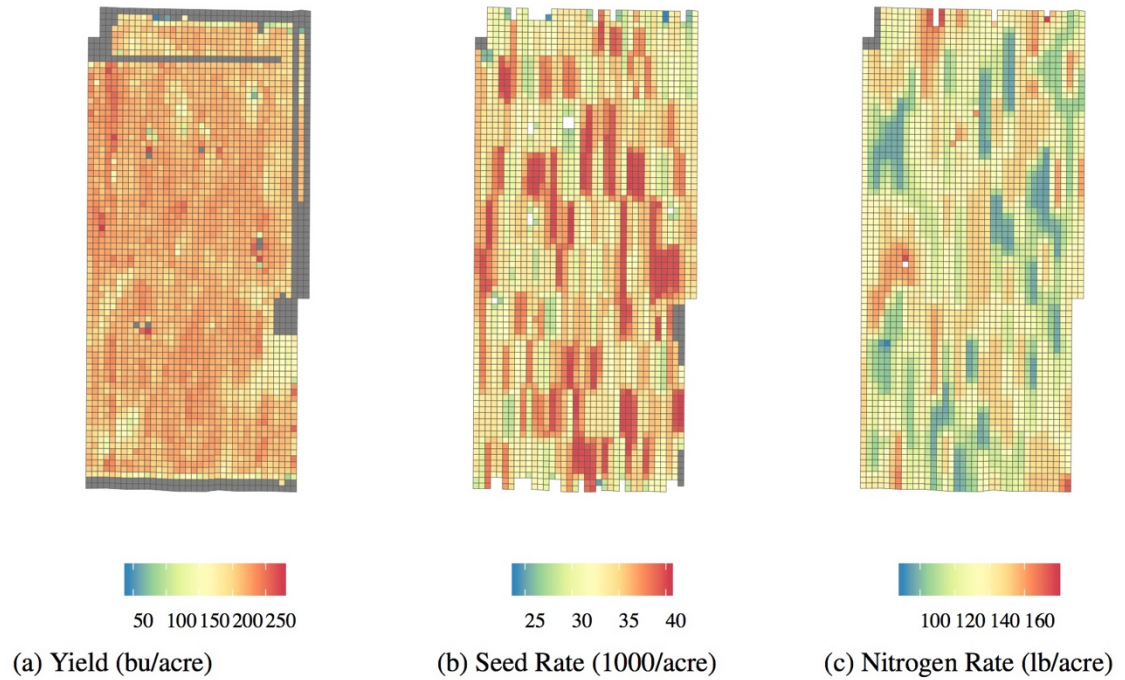 50 100 150 200 250
25 30 35 40
100 120 140 160
(a) Yield (bu/acre)
(b) Seed Rate (1000/acre)
(c) Nitrogen Rate (lb/acre)